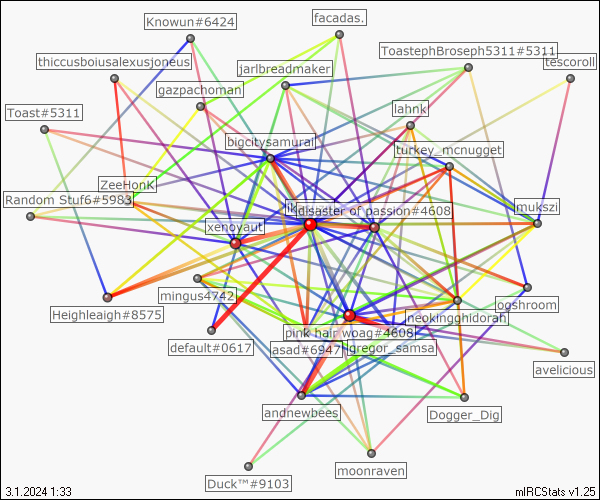 Knowun#6424
facadas.
ToastephBroseph5311#5311
thiccusboiusalexusjoneus
jarlbreadmaker
tescoroll
gazpachoman
Toast#5311
lahnk
bigcitysamurai
turkey_mcnugget
ZeeHonK
Random Stuf6#5983
disaster of passion#4608
mukszi
xenoyaut
mingus4742
jogshroom
Heighleaigh#8575
neokingghidorah
pink hair woag#4608
default#0617
asad#6947
gregor_samsa
avelicious
andnewbees
Dogger_Dig
moonraven
Duck™#9103
3.1.2024 1:33
mIRCStats v1.25